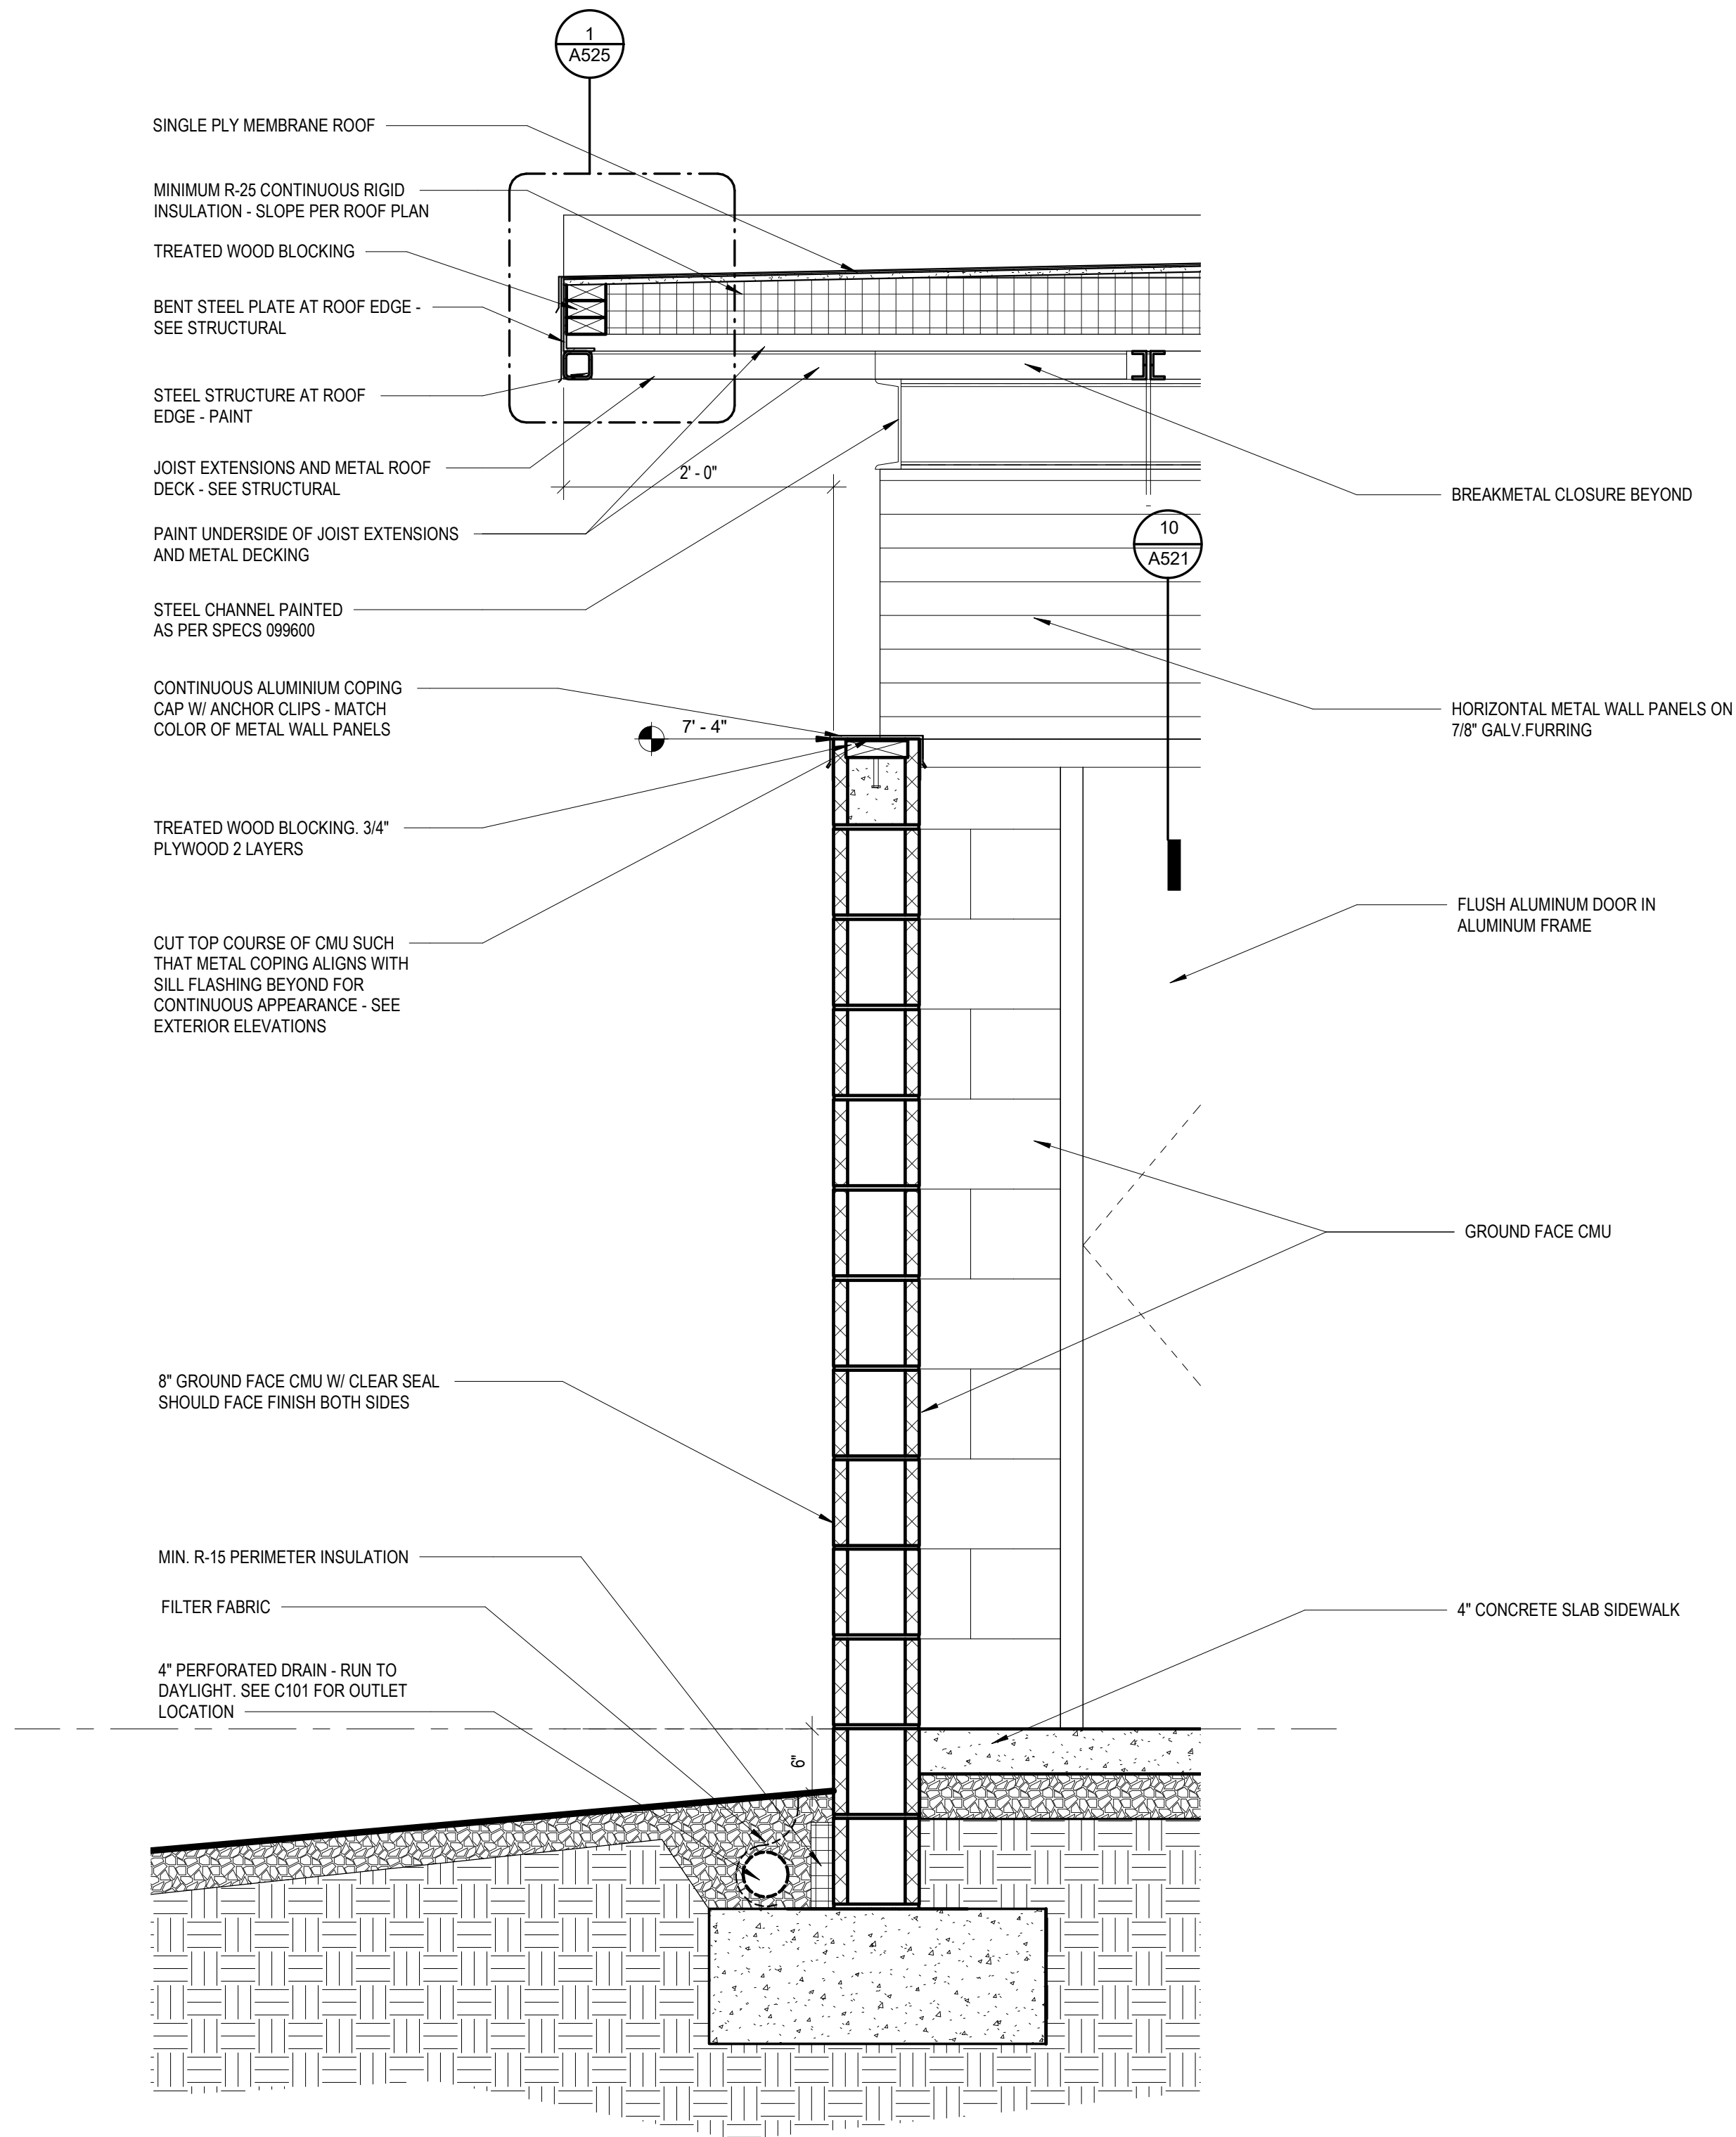 1
A525
SINGLE PLY MEMBRANE ROOF
MINIMUM R-25 CONTINUOUS RIGID
INSULATION - SLOPE PER ROOF PLAN
TREATED WOOD BLOCKING
BENT STEEL PLATE AT ROOF EDGE -
SEE STRUCTURAL
STEEL STRUCTURE AT ROOF
EDGE - PAINT
JOIST EXTENSIONS AND METAL ROOF
DECK - SEE STRUCTURAL
2' - 0"
BREAKMETAL CLOSURE BEYOND
PAINT UNDERSIDE OF JOIST EXTENSIONS
AND METAL DECKING
10
A521
STEEL CHANNEL PAINTED
AS PER SPECS 099600
CONTINUOUS ALUMINIUM COPING
CAP W/ ANCHOR CLIPS - MATCH
COLOR OF METAL WALL PANELS
7' - 4"
HORIZONTAL METAL WALL PANELS ON
7/8" GALV.FURRING
TREATED WOOD BLOCKING. 3/4"
PLYWOOD 2 LAYERS
FLUSH ALUMINUM DOOR IN
ALUMINUM FRAME
CUT TOP COURSE OF CMU SUCH
THAT METAL COPING ALIGNS WITH
SILL FLASHING BEYOND FOR
CONTINUOUS APPEARANCE - SEE
EXTERIOR ELEVATIONS
GROUND FACE CMU
8" GROUND FACE CMU W/ CLEAR SEAL
SHOULD FACE FINISH BOTH SIDES
MIN. R-15 PERIMETER INSULATION
FILTER FABRIC
4" CONCRETE SLAB SIDEWALK
4" PERFORATED DRAIN - RUN TO
DAYLIGHT. SEE C101 FOR OUTLET
LOCATION
6"